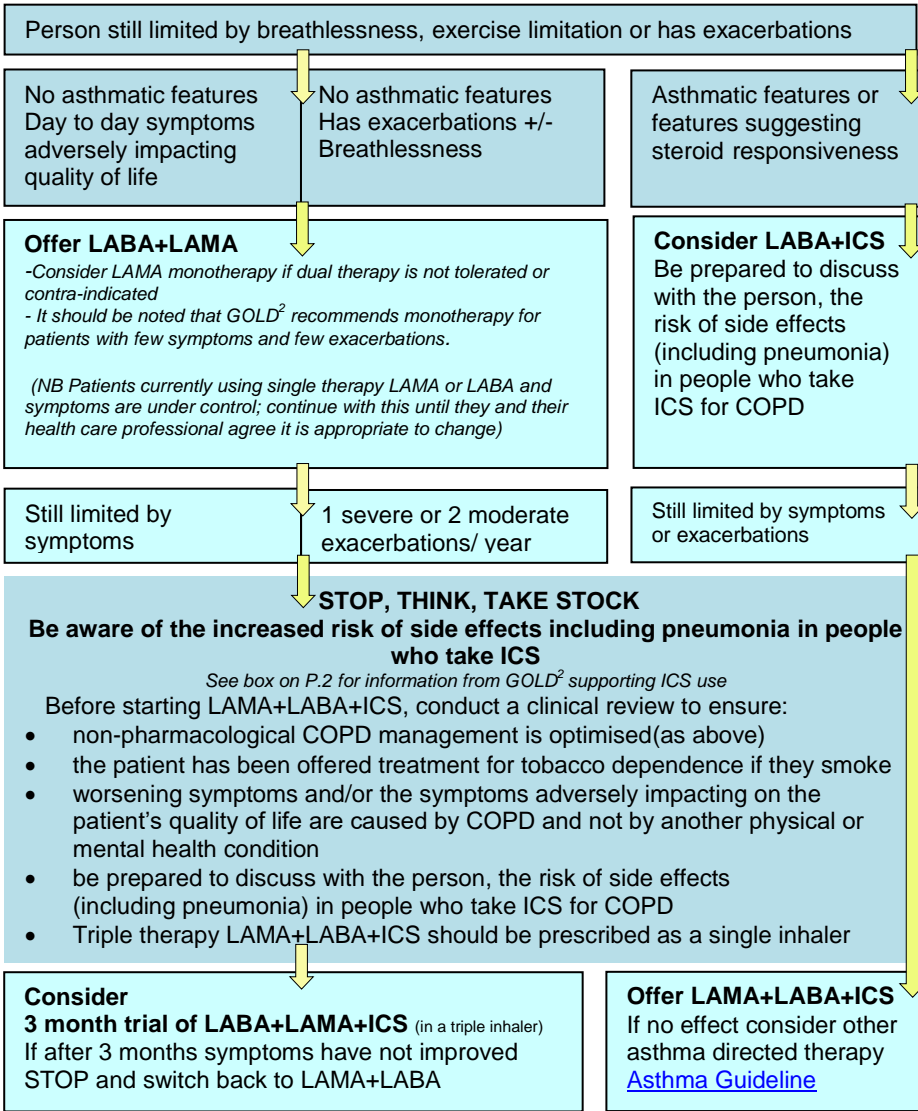 Person still limited by breathlessness, exercise limitation or has exacerbations
No asthmatic features
Day to day symptoms
adversely impacting
quality of life
No asthmatic features
Has exacerbations +/-
Breathlessness
Asthmatic features or
features suggesting
steroid responsiveness
Offer LABA+LAMA
-Consider LAMA monotherapy if dual therapy is not tolerated or
contra-indicated
- It should be noted that GOLD² recommends monotherapy for
patients with few symptoms and few exacerbations.
(NB Patients currently using single therapy LAMA or LABA and
symptoms are under control; continue with this until they and their
health care professional agree it is appropriate to change)
Consider LABA+ICS
Be prepared to discuss
with the person, the
risk of side effects
(including pneumonia)
in people who take
ICS for COPD
Still limited by
symptoms
1 severe or 2 moderate
exacerbations/ year
Still limited by symptoms
or exacerbations
STOP, THINK, TAKE STOCK
Be aware of the increased risk of side effects including pneumonia in people
who take ICS
See box on P.2 for information from GOLD² supporting ICS use
Before starting LAMA+LABA+ICS, conduct a clinical review to ensure:
• non-pharmacological COPD management is optimised(as above)
• the patient has been offered treatment for tobacco dependence if they smoke
• worsening symptoms and/or the symptoms adversely impacting on the
patient's quality of life are caused by COPD and not by another physical or
mental health condition
• be prepared to discuss with the person, the risk of side effects
(including pneumonia) in people who take ICS for COPD
• Triple therapy LAMA+LABA+ICS should be prescribed as a single inhaler
Consider
3 month trial of LABA+LAMA+ICS (in a triple inhaler)
If after 3 months symptoms have not improved
STOP and switch back to LAMA+LABA
Offer LAMA+LABA+ICS
If no effect consider other
asthma directed therapy
Asthma Guideline